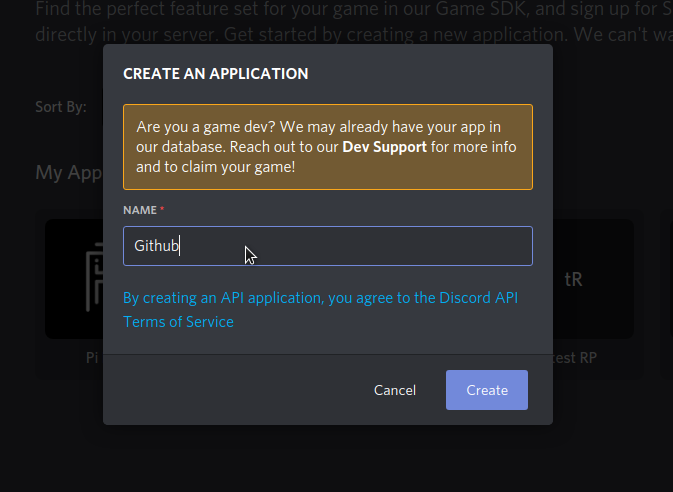 Find the perfect feature set for your game in our Game SDK, and sign up for S
directly in your server. Get started by creating a new application. We can't wa
CREATE AN APPLICATION
Sort By:
Are you a game dev? We may already have your app in
our database. Reach out to our Dev Support for more info
and to claim your game!
My App
NAME *
Github
tR
By creating an API application, you agree to the Discord API
Terms of Service
Pi
test RP
Cancel
Create